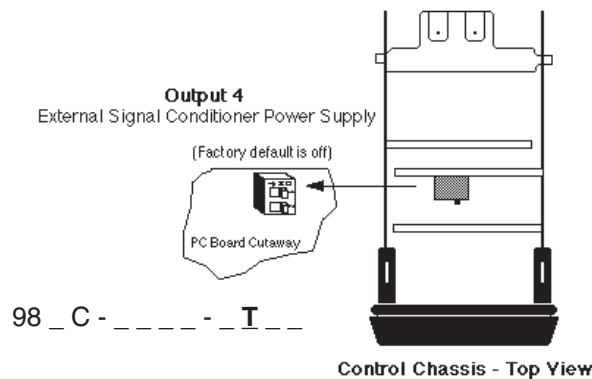 Output 4
External Signal Conditioner Power Supply
(Factory default is off)
PC Board Cutaway
98 _ C - _ _ _ _ - _ T _ _
Control Chassis - Top View